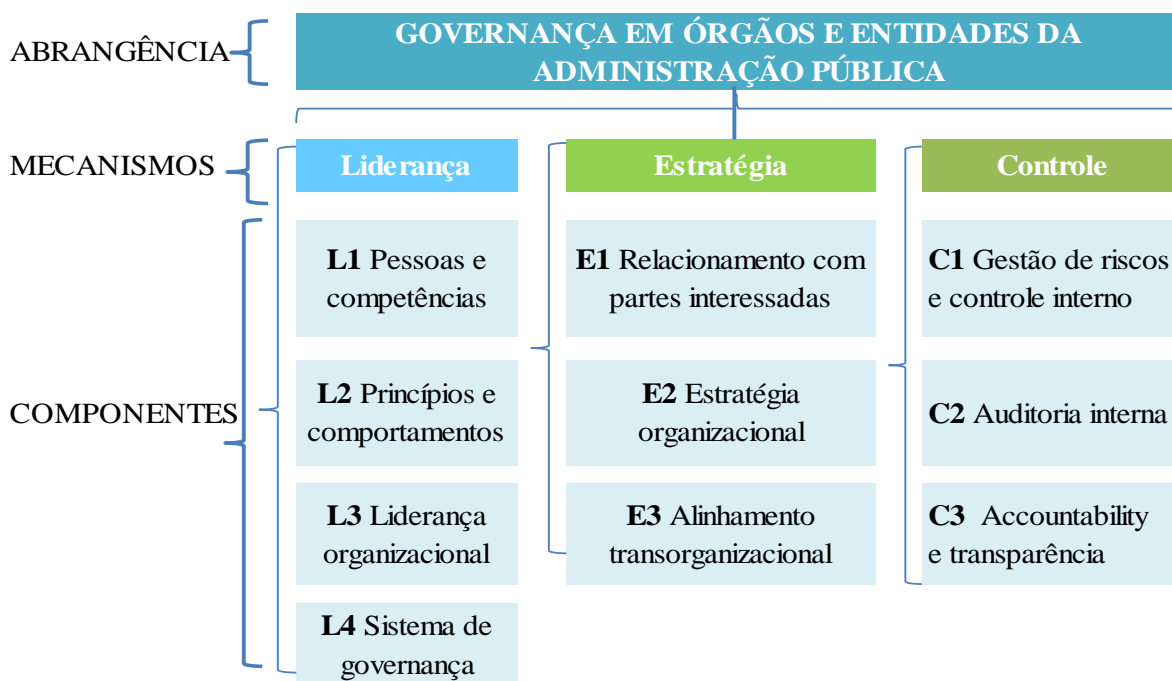 ABRANGÊNCIA
GOVERNANÇA EM ÓRGÃOS E ENTIDADES DA
ADMINISTRAÇÃO PÚBLICA
MECANISMOS
Liderança
Estratégia
Controle
COMPONENTES
L1 Pessoas e
competências
L2 Princípios e
comportamentos
L3 Liderança
organizacional
L4 Sistema de
governança
E1 Relacionamento com
partes interessadas
E2 Estratégia
organizacional
E3 Alinhamento
transorganizacional
C1 Gestão de riscos
e controle interno
C2 Auditoria interna
C3 Accountability
e transparência